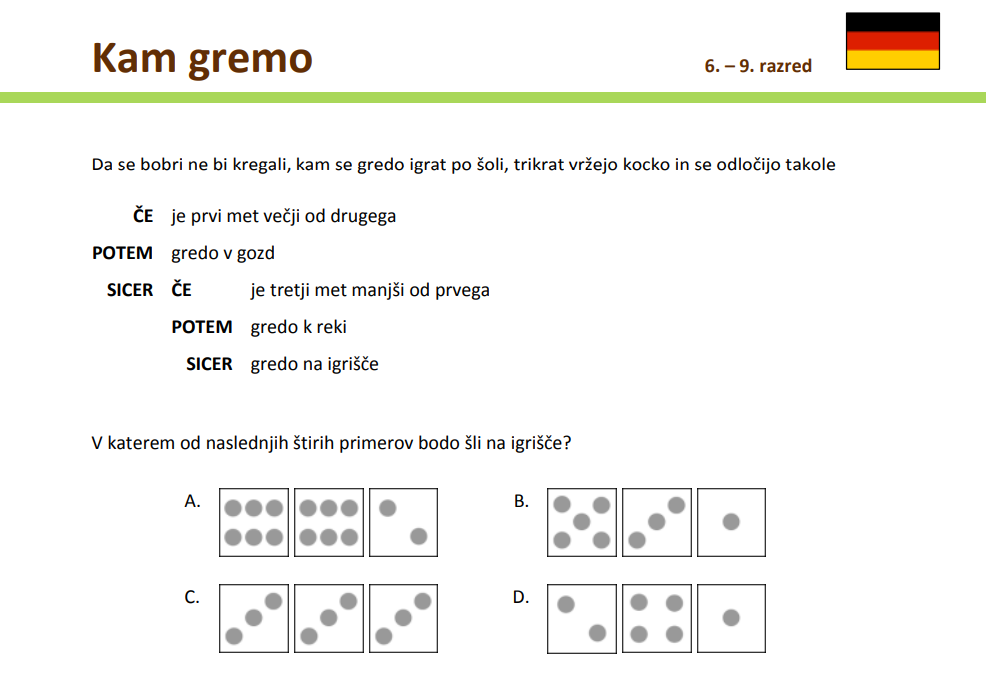 Kam gremo
6. – 9. razred
Da se bobri ne bi kregali, kam se gredo igrat po šoli, trikrat vržejo kocko in se odločijo takole
ČE je prvi met večji od drugega
POTEM gredo v gozd
SICER ČE je tretji met manjši od prvega
POTEM gredo k reki
SICER gredo na igrišče
V katerem od naslednjih štirih primerov bodo šli na igrišče?
A. B.
C. D.